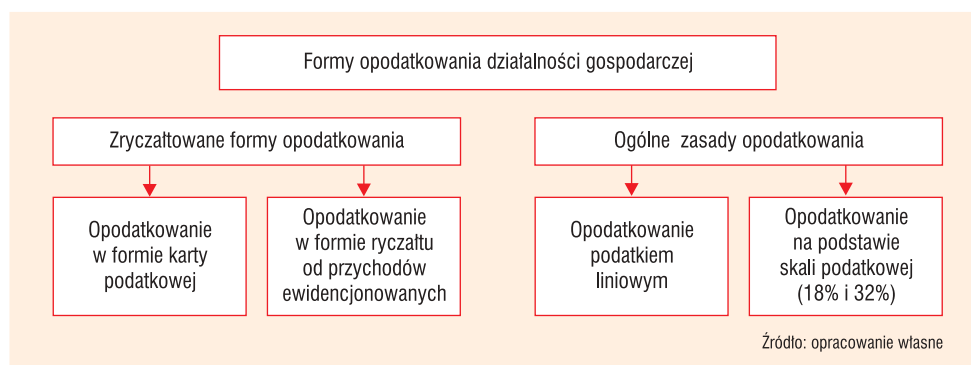 Formy opodatkowania działalności gospodarczej
Zryczałtowane formy opodatkowania
Ogólne zasady opodatkowania
Opodatkowanie
w formie karty
podatkowej
Opodatkowanie
w formie ryczałtu
od przychodów
ewidencjonowanych
Opodatkowanie
podatkiem
liniowym
Opodatkowanie
na podstawie
skali podatkowej
(18% i 32%)
Źródło: opracowanie własne